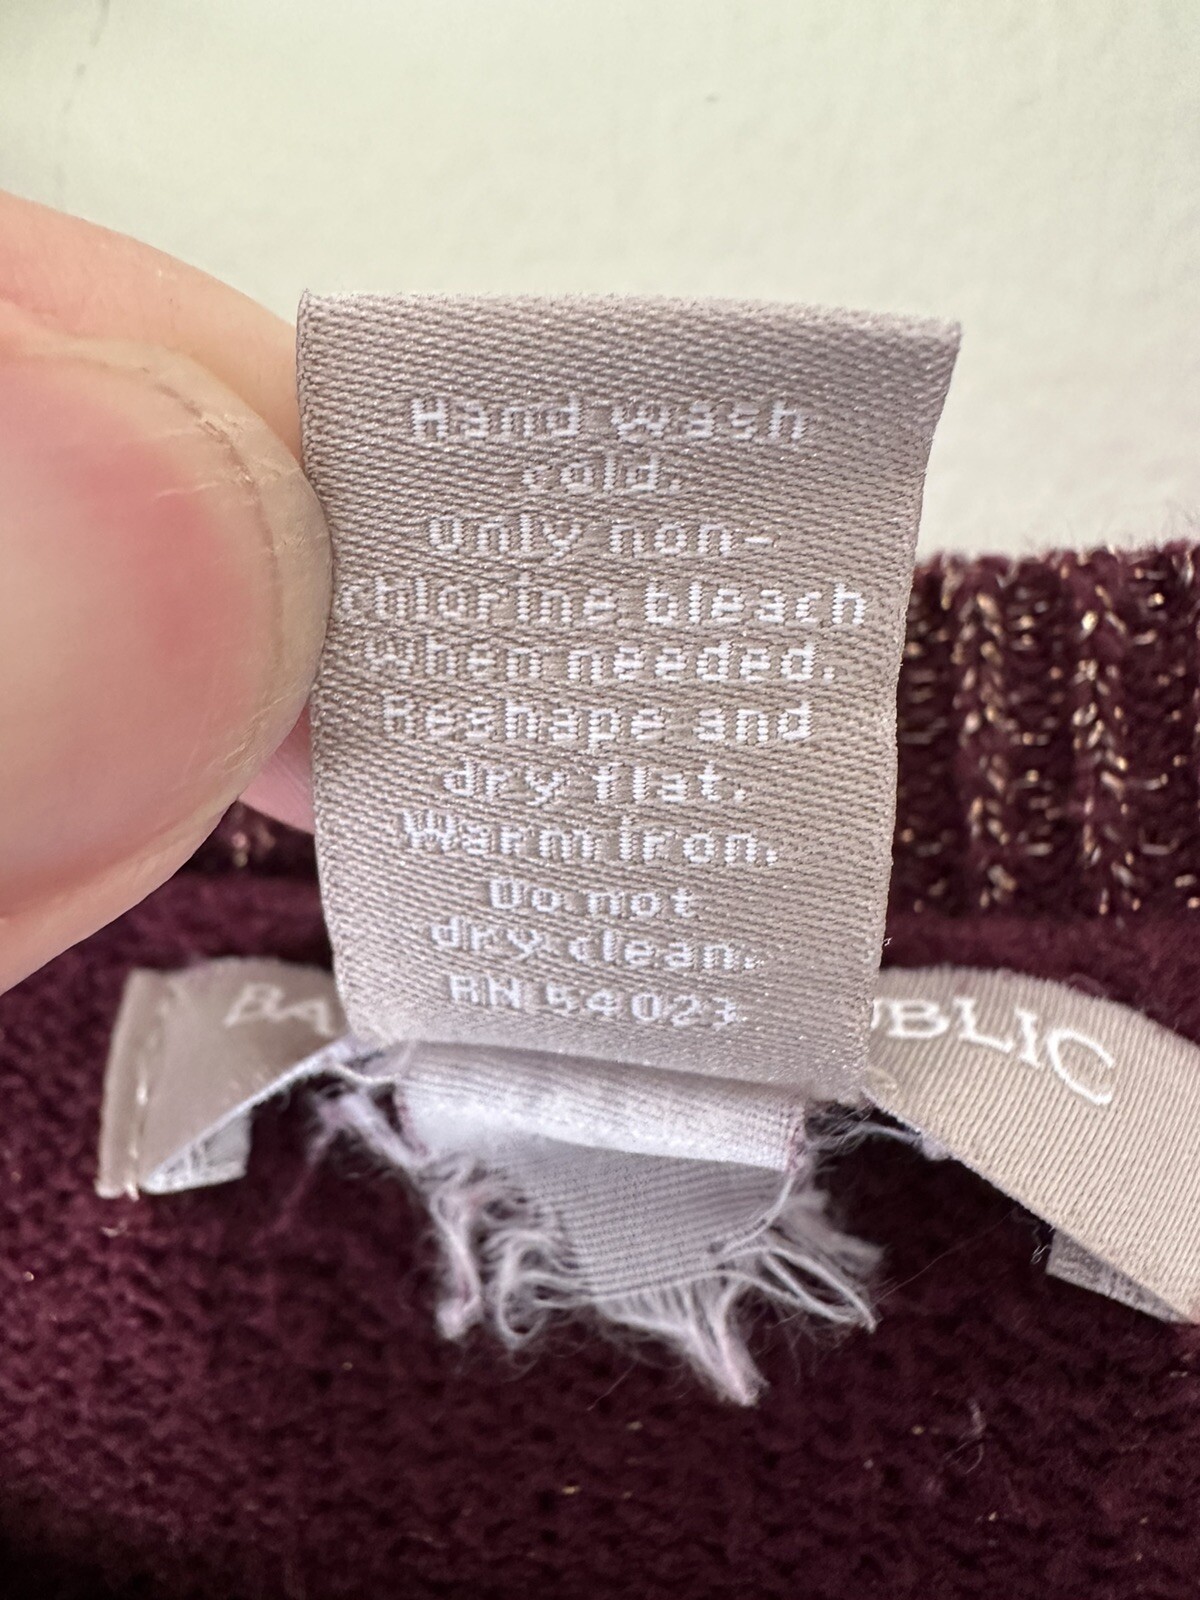 Hand wash
cold.
Only non-
chlorine bleach
when needed.
Reshape and
dry flat.
Warm iron.
Do not
dry clean.
RN 54023
BA UBLIC